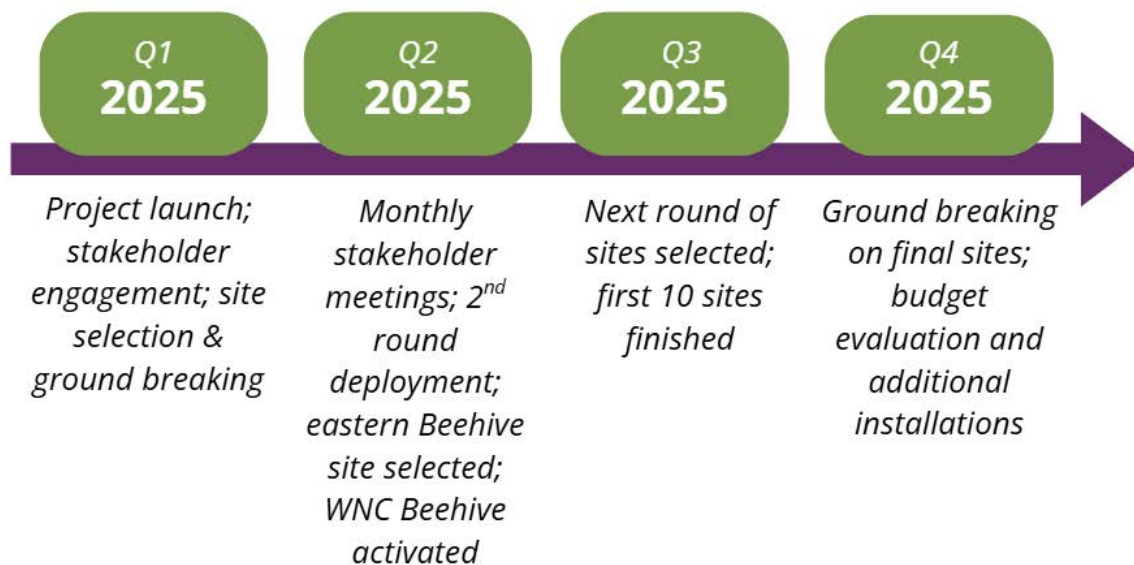 Q1
2025
Project launch;
stakeholder
engagement; site
selection &
ground breaking
Q2
2025
Monthly
stakeholder
meetings; 2nd
round
deployment;
eastern Beehive
site selected;
WNC Beehive
activated
Q3
2025
Next round of
sites selected;
first 10 sites
finished
Q4
2025
Ground breaking
on final sites;
budget
evaluation and
additional
installations